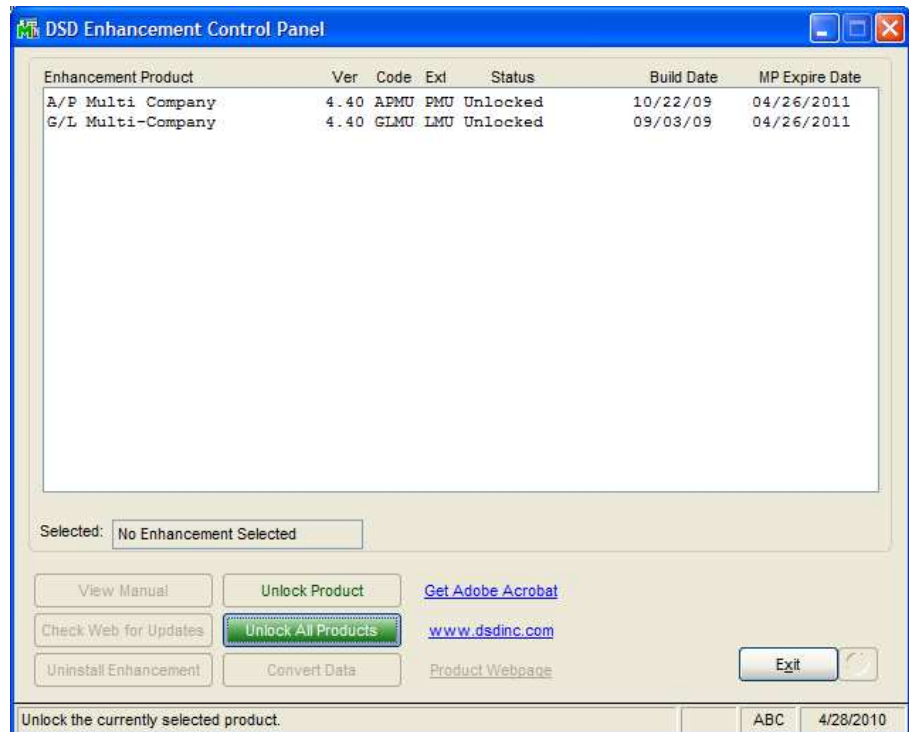 DSD Enhancement Control Panel
Enhancement Product Ver Code Ext Status Build Date MP Expire Date
A/P Multi Company 4.40 APMU PMU Unlocked 10/22/09 04/26/2011
G/L Multi-Company 4.40 GLMU LMU Unlocked 09/03/09 04/26/2011
Selected: No Enhancement Selected
View Manual Unlock Product Get Adobe Acrobat
Check Web for Updates Unlock All Products www.dsdinc.com
Uninstall Enhancement Convert Data Product Webpage Exit
Unlock the currently selected product. ABC 4/28/2010